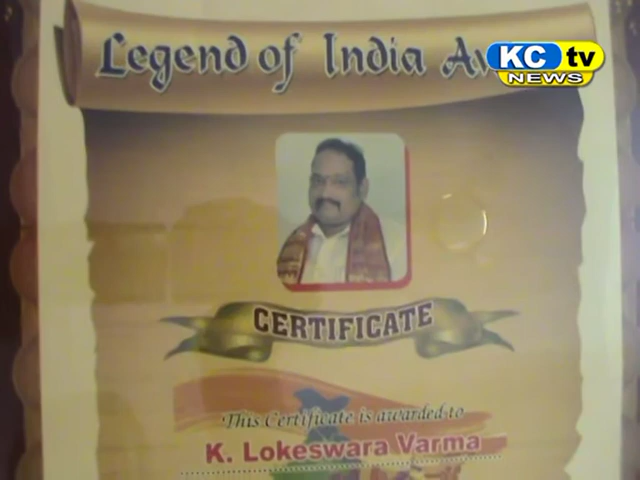 Legend of India Aw
KC tv
NEWS
CERTIFICATE
This Certificate is awarded to
K. Lokeswara Varma